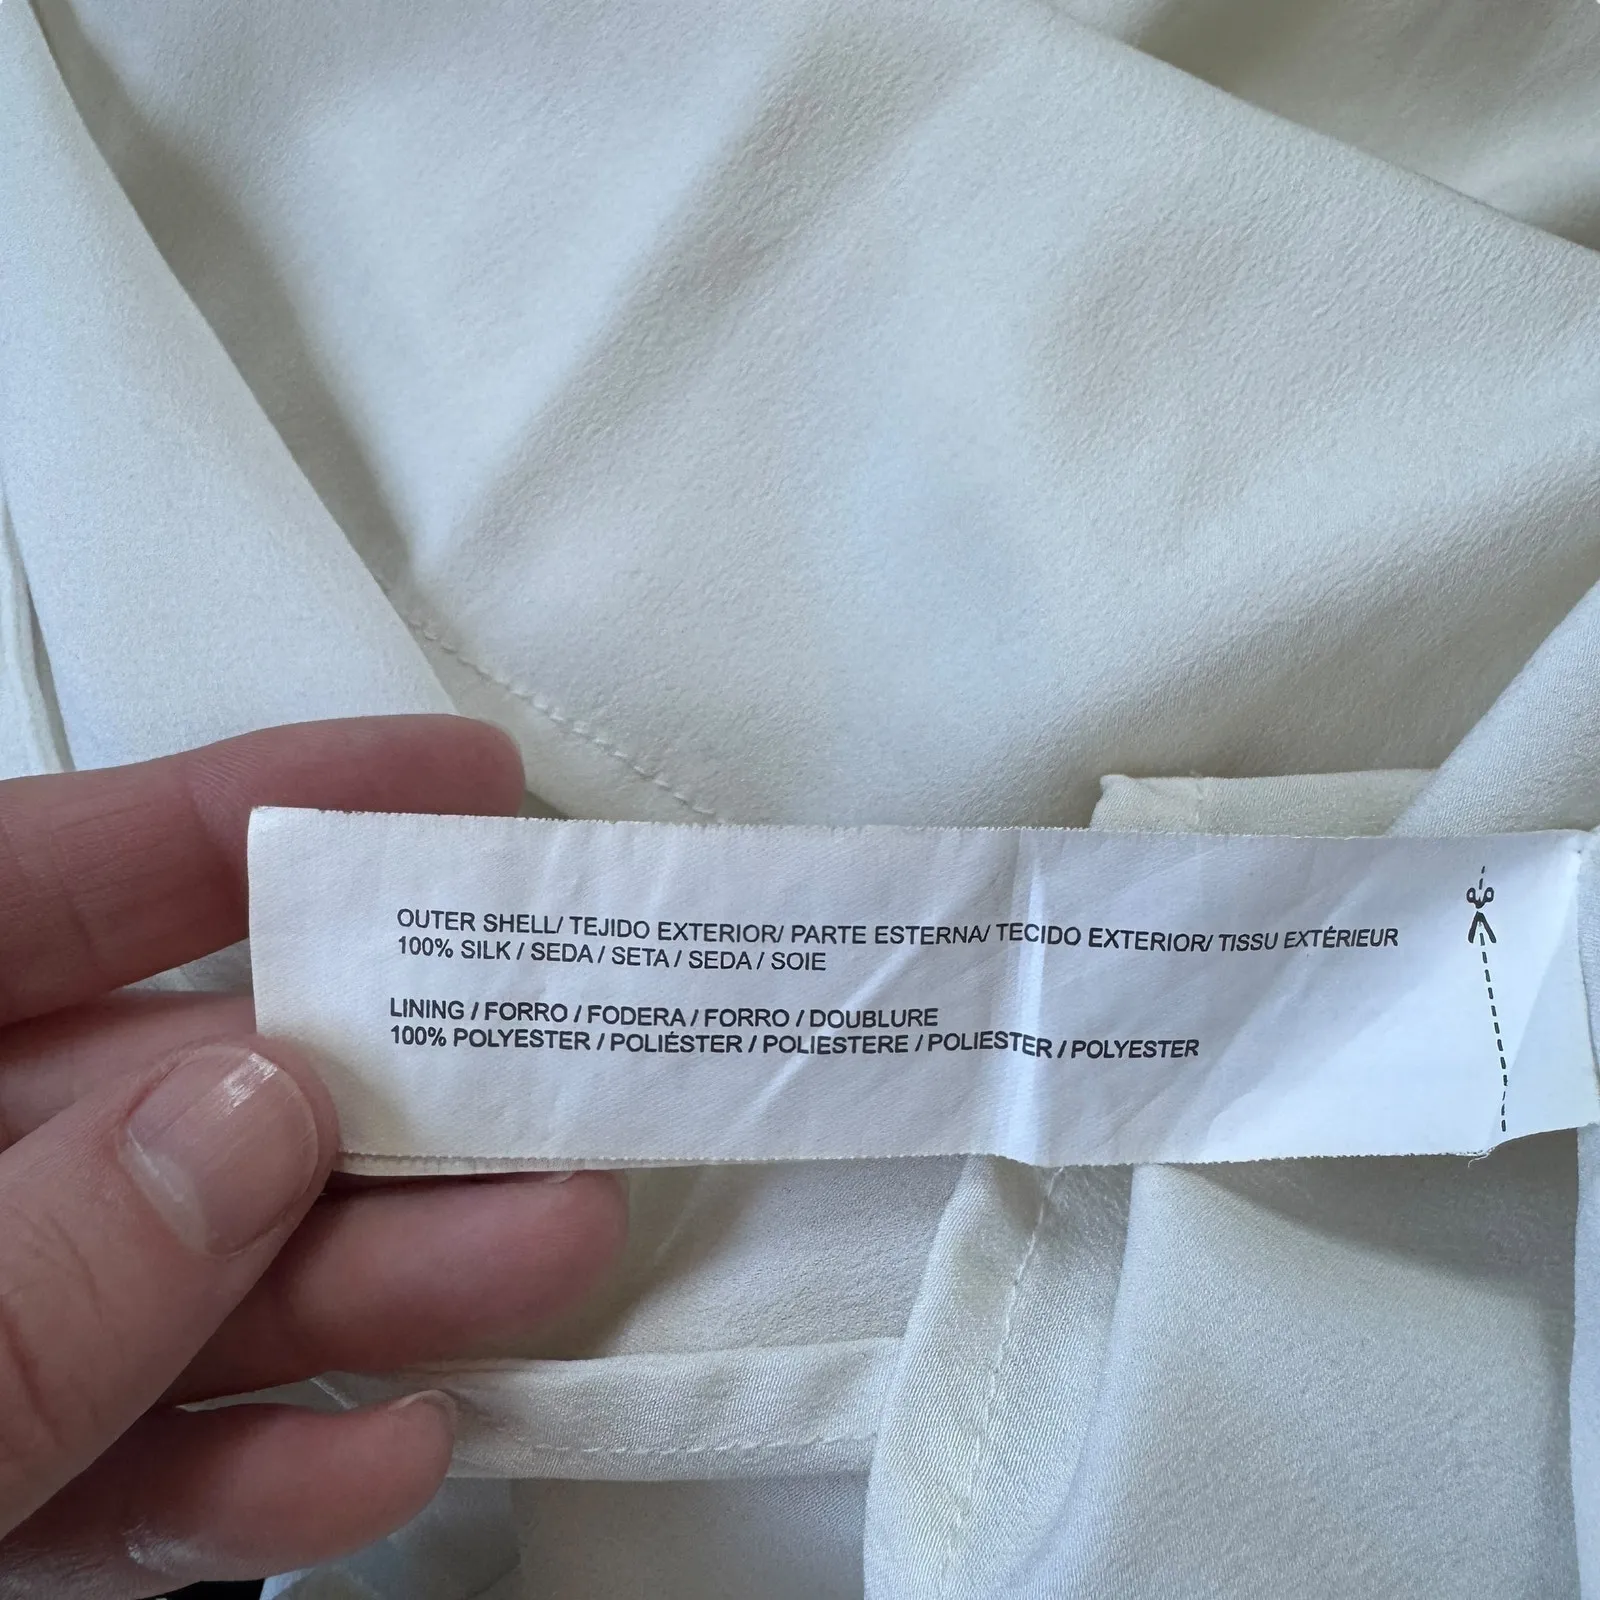 OUTER SHELL/ TEJIDO EXTERIOR/ PARTE ESTERNA/ TECIDO EXTERIOR/ TISSU EXTÉRIEUR
100% SILK / SEDA / SETA / SEDA / SOIE
LINING / FORRO / FODERA / FORRO / DOUBLURE
100% POLYESTER / POLIÉSTER / POLIESTERE / POLIESTER / POLYESTER